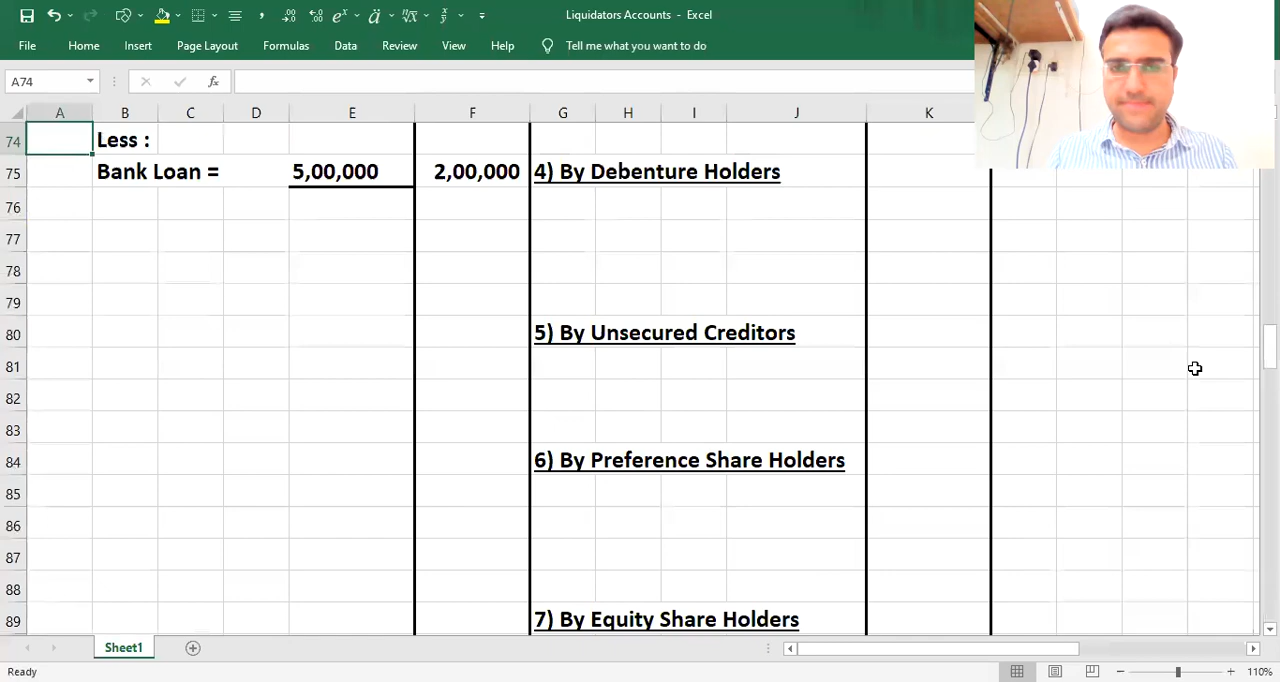 Liquidators Accounts - Excel
File Home Insert Page Layout Formulas Data Review View Help Tell me what you want to do
A74 fx
A B C D E F G H I J K
74 Less :
75 Bank Loan = 5,00,000 2,00,000 4) By Debenture Holders
76
77
78
79
80 5) By Unsecured Creditors
81
82
83
84 6) By Preference Share Holders
85
86
87
88
89 7) By Equity Share Holders
Sheet1
Ready 110%